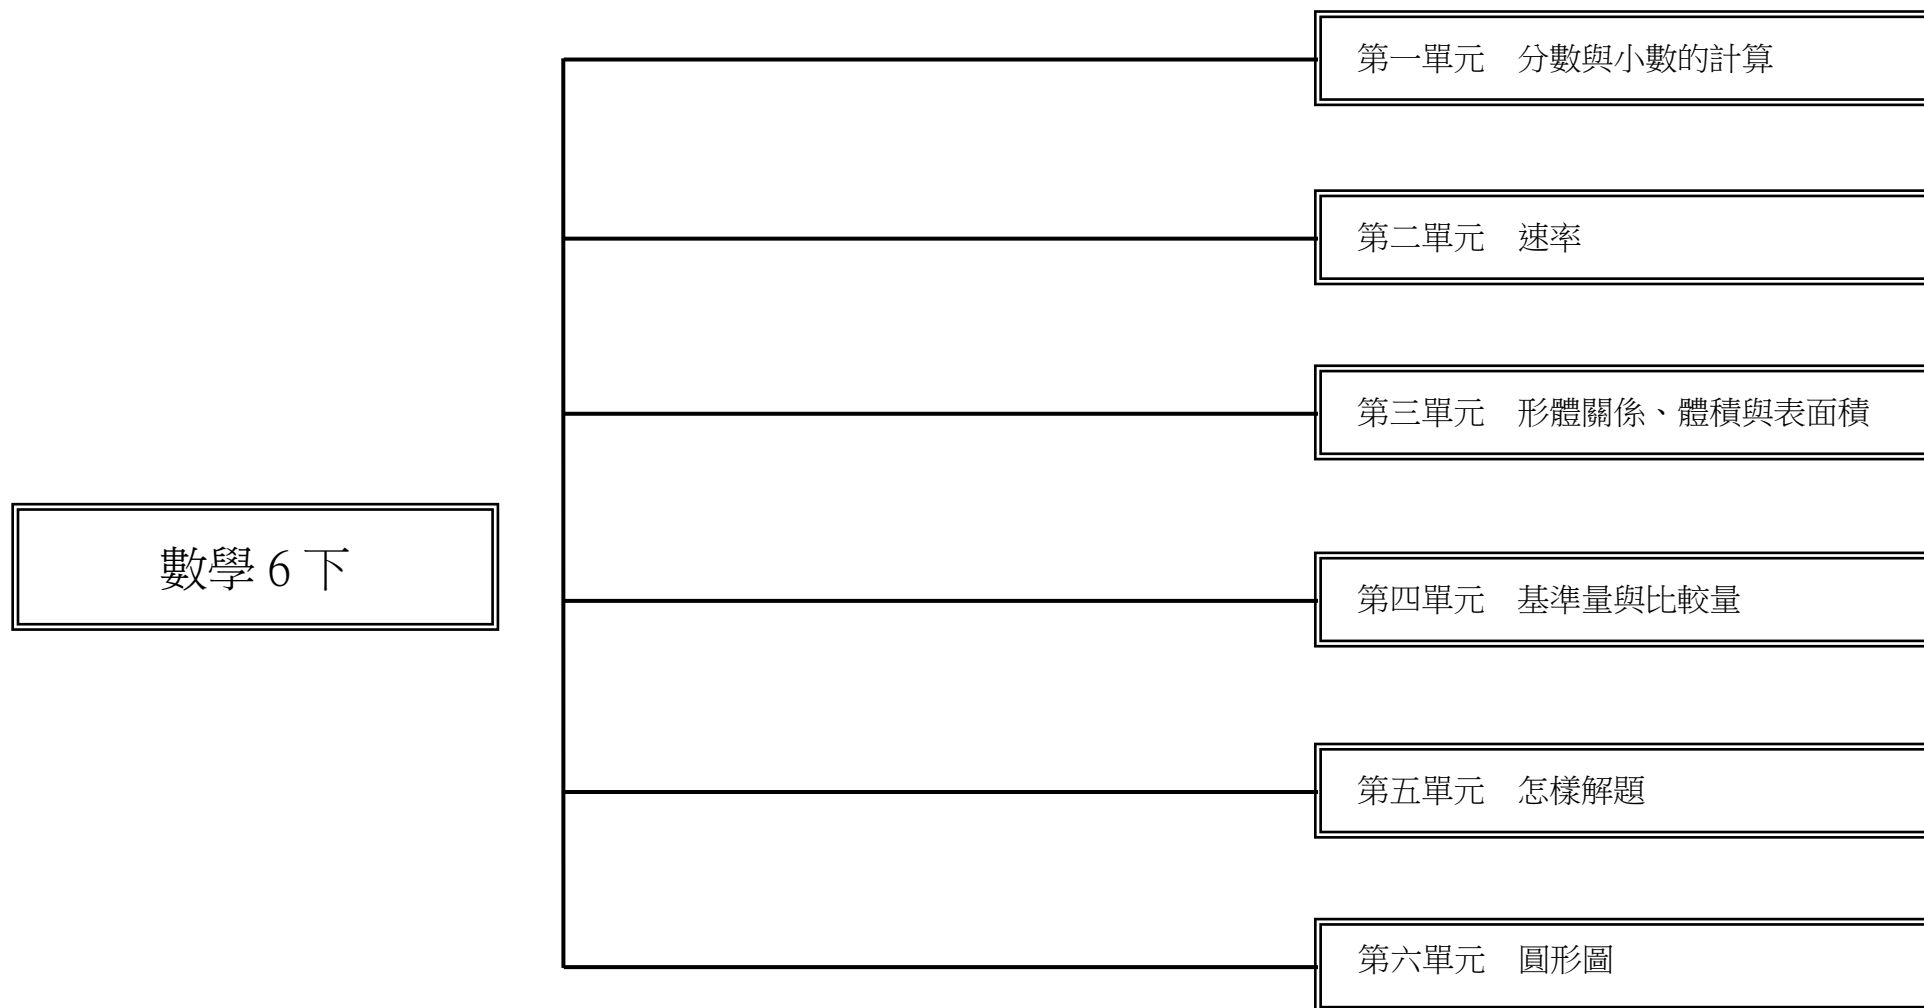 第一單元　分數與小數的計算
第二單元　速率
第三單元　形體關係、體積與表面積
數學 6 下
第四單元　基準量與比較量
第五單元　怎樣解題
第六單元　圓形圖